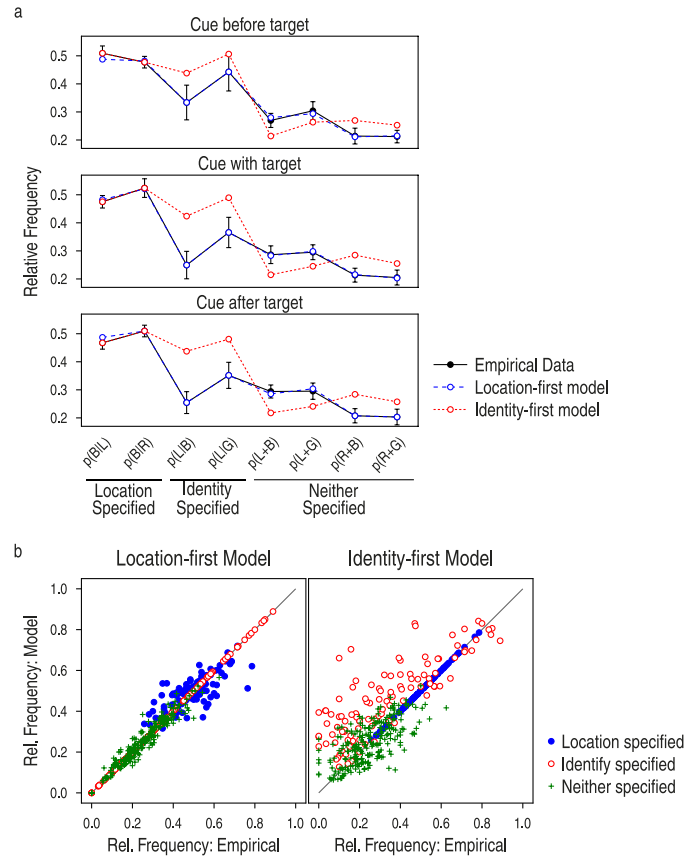 a
Cue before target
0.5
0.4
0.3
0.2
Cue with target
0.5
0.4
0.3
0.2
Relative Frequency
Cue after target
0.5
0.4
0.3
0.2
Empirical Data
Location-first model
Identity-first model
p(B|L)
p(B|R)
p(L|B)
p(L|G)
p(L+B)
p(L+G)
p(R+B)
p(R+G)
Location Specified
Identity Specified
Neither Specified
b
Location-first Model
Identity-first Model
1.0
0.8
0.6
0.4
0.2
0.0
Rel. Frequency: Model
0.0 0.2 0.4 0.6 0.8 1.0
0.0 0.2 0.4 0.6 0.8 1.0
Rel. Frequency: Empirical
Rel. Frequency: Empirical
Location specified
Identify specified
Neither specified